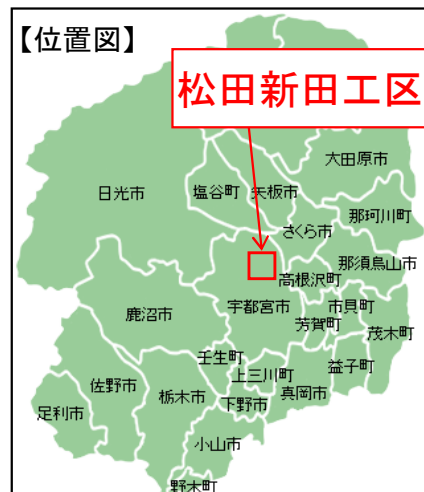 【位置図】
松田新田工区
大田原市
日光市
塩谷町
矢板市
那珂川町
さくら市
那須烏山市
高根沢町
宇都宮市
市貝町
鹿沼市
芳賀町
茂木町
壬生町
益子町
上三川町
真岡市
佐野市
栃木市
下野市
足利市
小山市
野木町